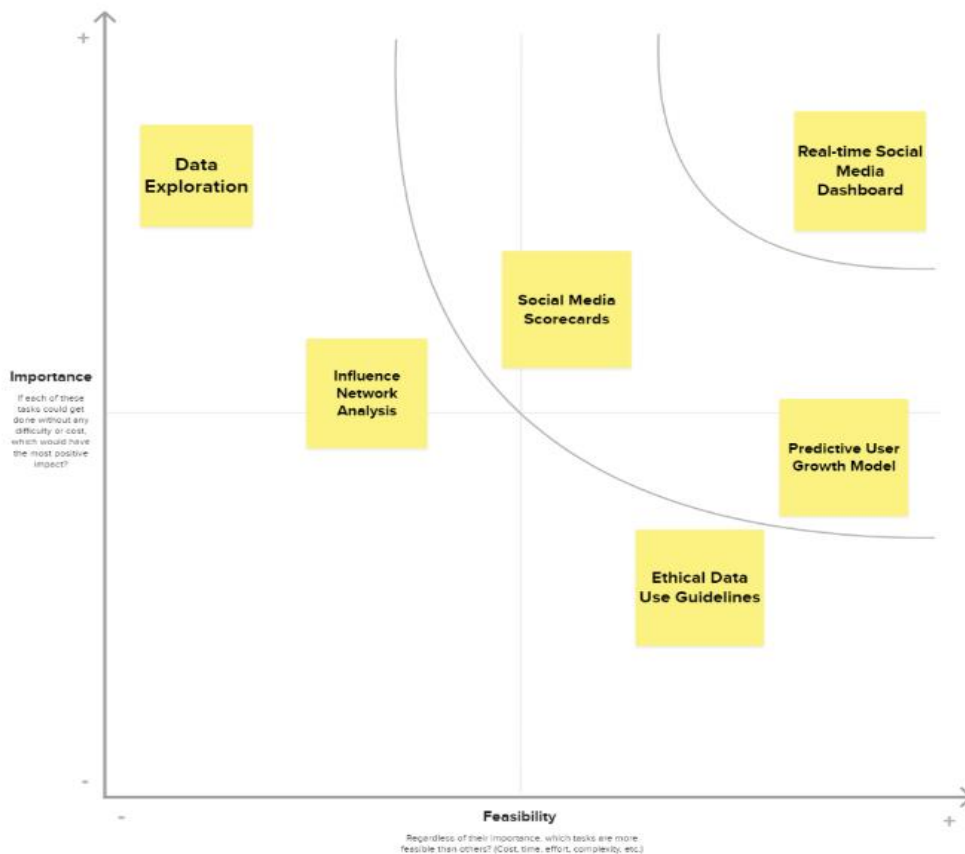 +
Data
Exploration
Real-time Social
Media
Dashboard
Social Media
Scorecards
Influence
Network
Analysis
Importance
If each of these
tasks could get
done without any
difficulty or cost,
which would have
the most positive
impact?
Predictive User
Growth Model
Ethical Data
Use Guidelines
-
-
Feasibility
+
Regardless of their importance, which tasks are more
feasible than others? (Cost, time, effort, complexity, etc.)